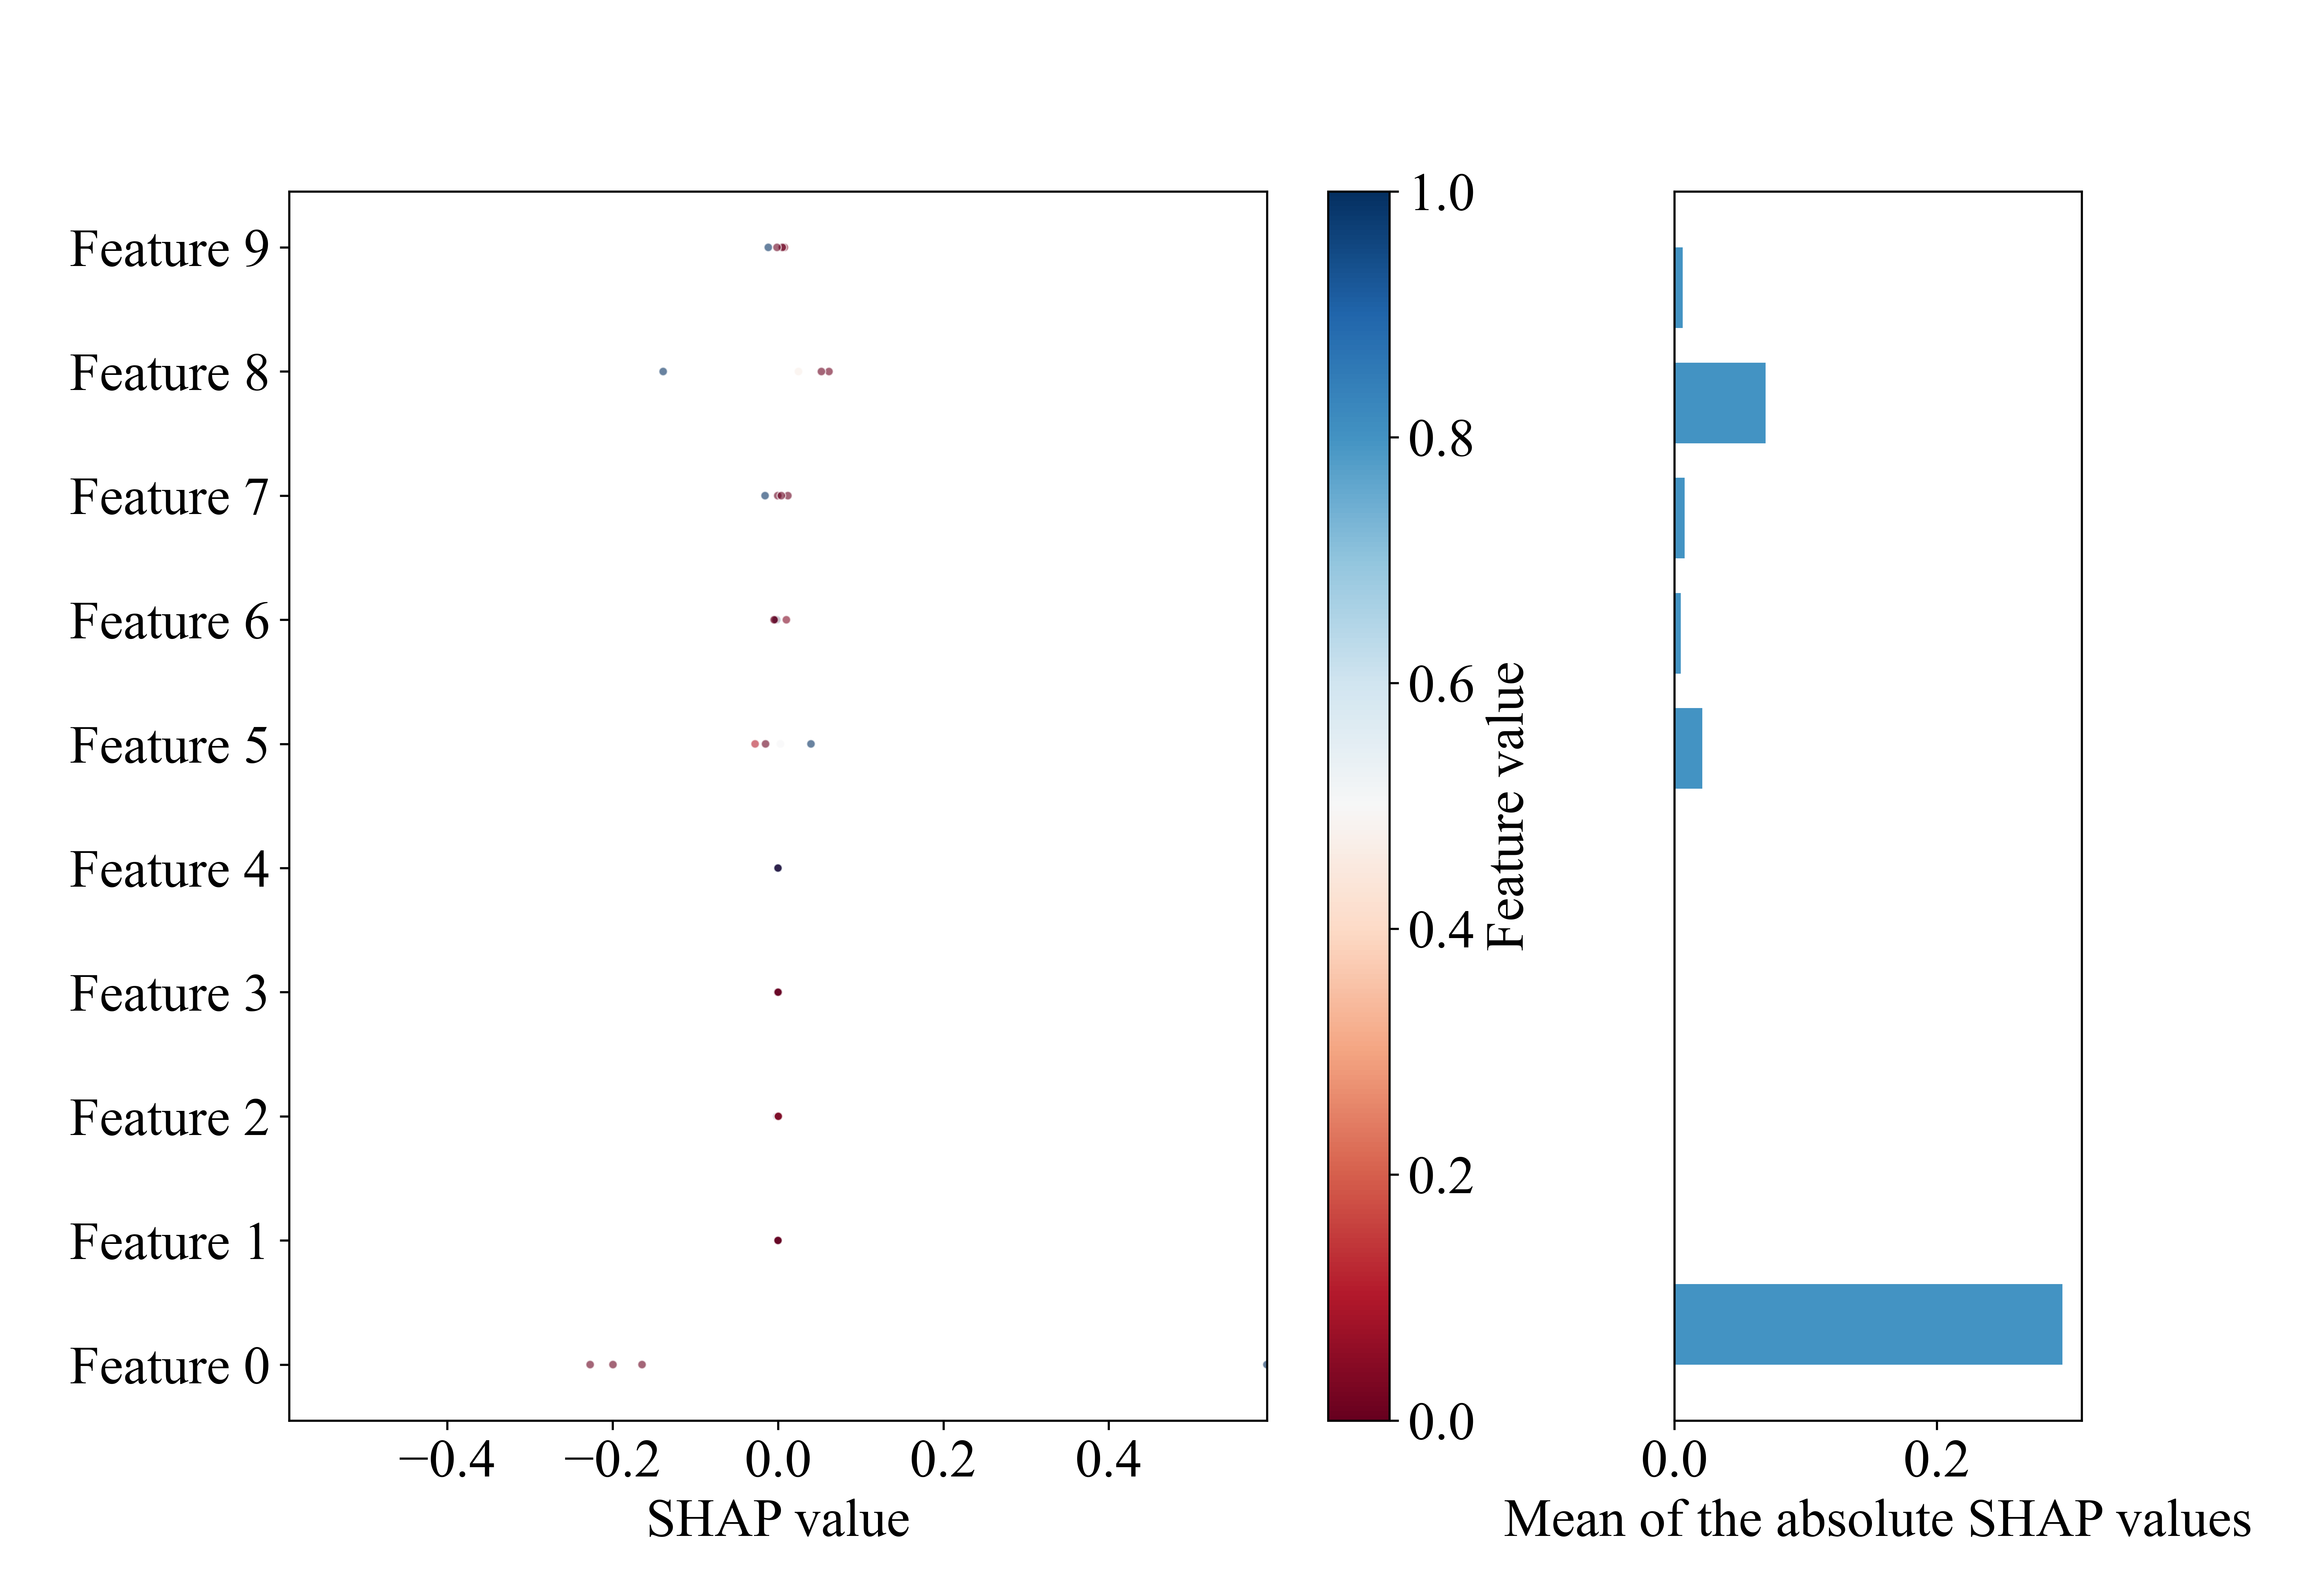 Feature 9
Feature 8
Feature 7
Feature 6
Feature 5
Feature 4
Feature 3
Feature 2
Feature 1
Feature 0
−0.4
−0.2
0.0
0.2
0.4
SHAP value
1.0
0.8
0.6
0.4
0.2
0.0
Feature value
0.0
0.2
Mean of the absolute SHAP values